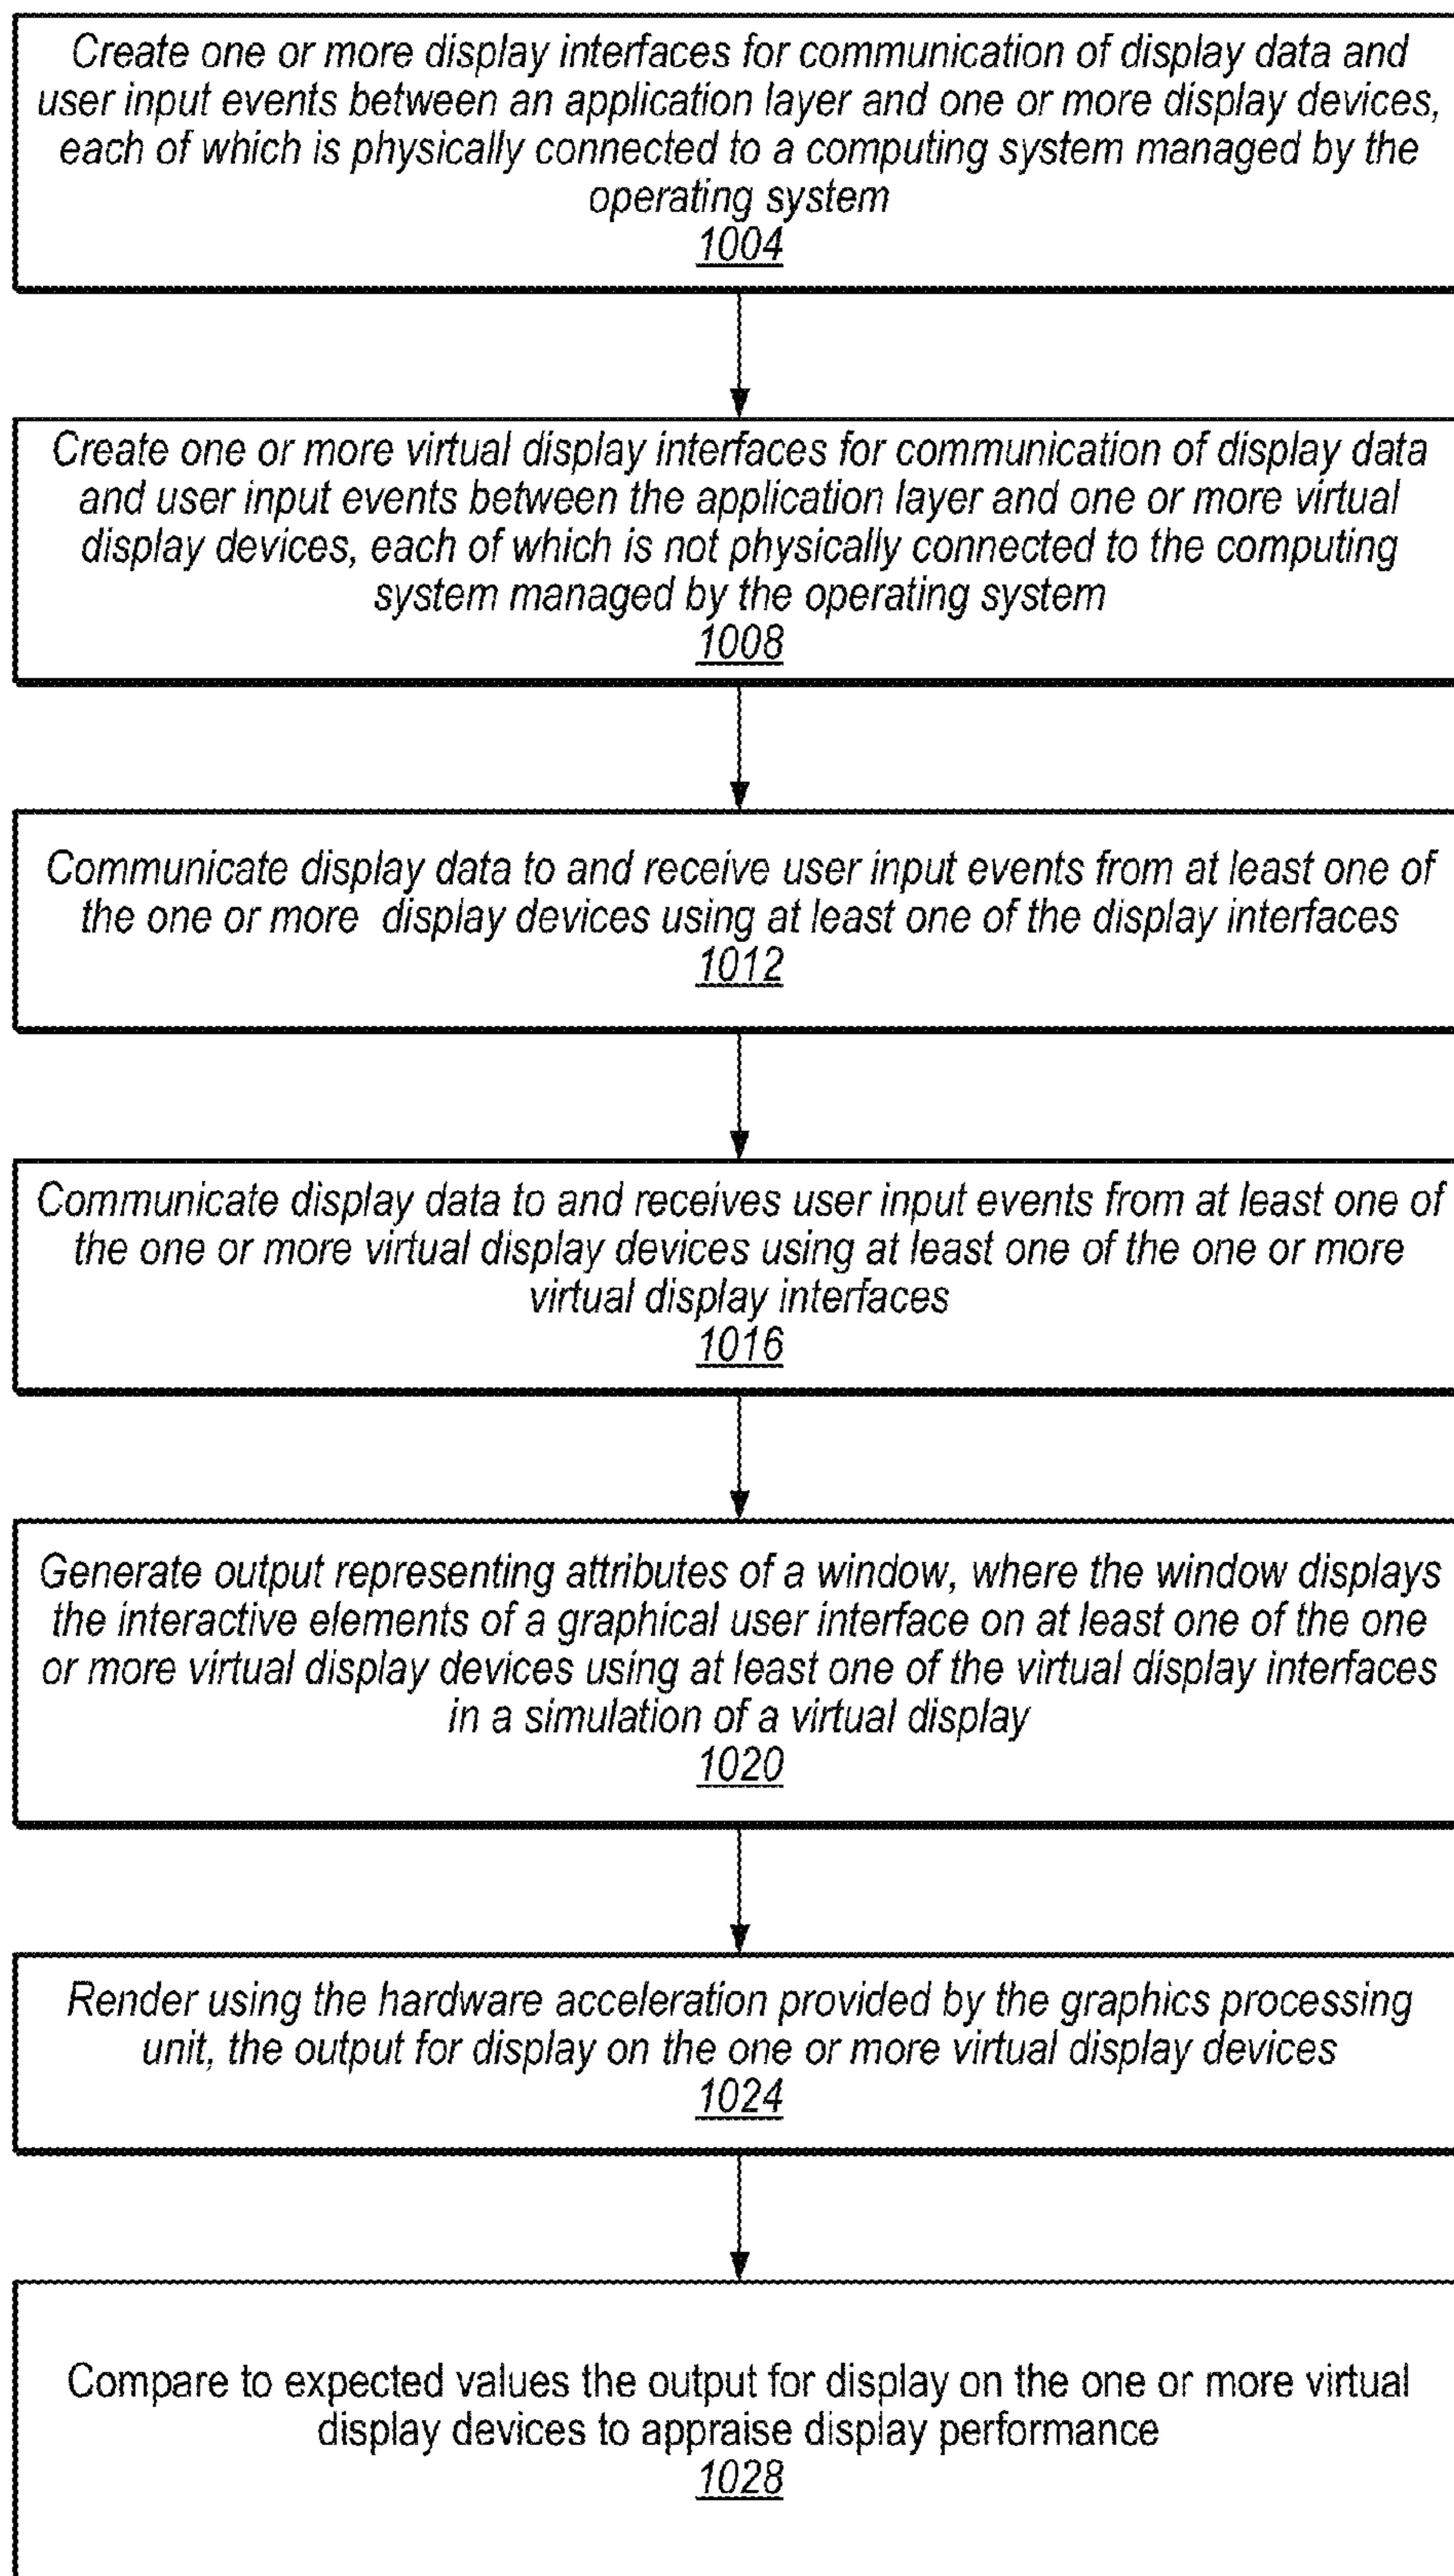 Create one or more display interfaces for communication of display data and
user input events between an application layer and one or more display devices,
each of which is physically connected to a computing system managed by the
operating system
1004
Create one or more virtual display interfaces for communication of display data
and user input events between the application layer and one or more virtual
display devices, each of which is not physically connected to the computing
system managed by the operating system
1008
Communicate display data to and receive user input events from at least one of
the one or more display devices using at least one of the display interfaces
1012
Communicate display data to and receives user input events from at least one of
the one or more virtual display devices using at least one of the one or more
virtual display interfaces
1016
Generate output representing attributes of a window, where the window displays
the interactive elements of a graphical user interface on at least one of the one
or more virtual display devices using at least one of the virtual display interfaces
in a simulation of a virtual display
1020
Render using the hardware acceleration provided by the graphics processing
unit, the output for display on the one or more virtual display devices
1024
Compare to expected values the output for display on the one or more virtual
display devices to appraise display performance
1028